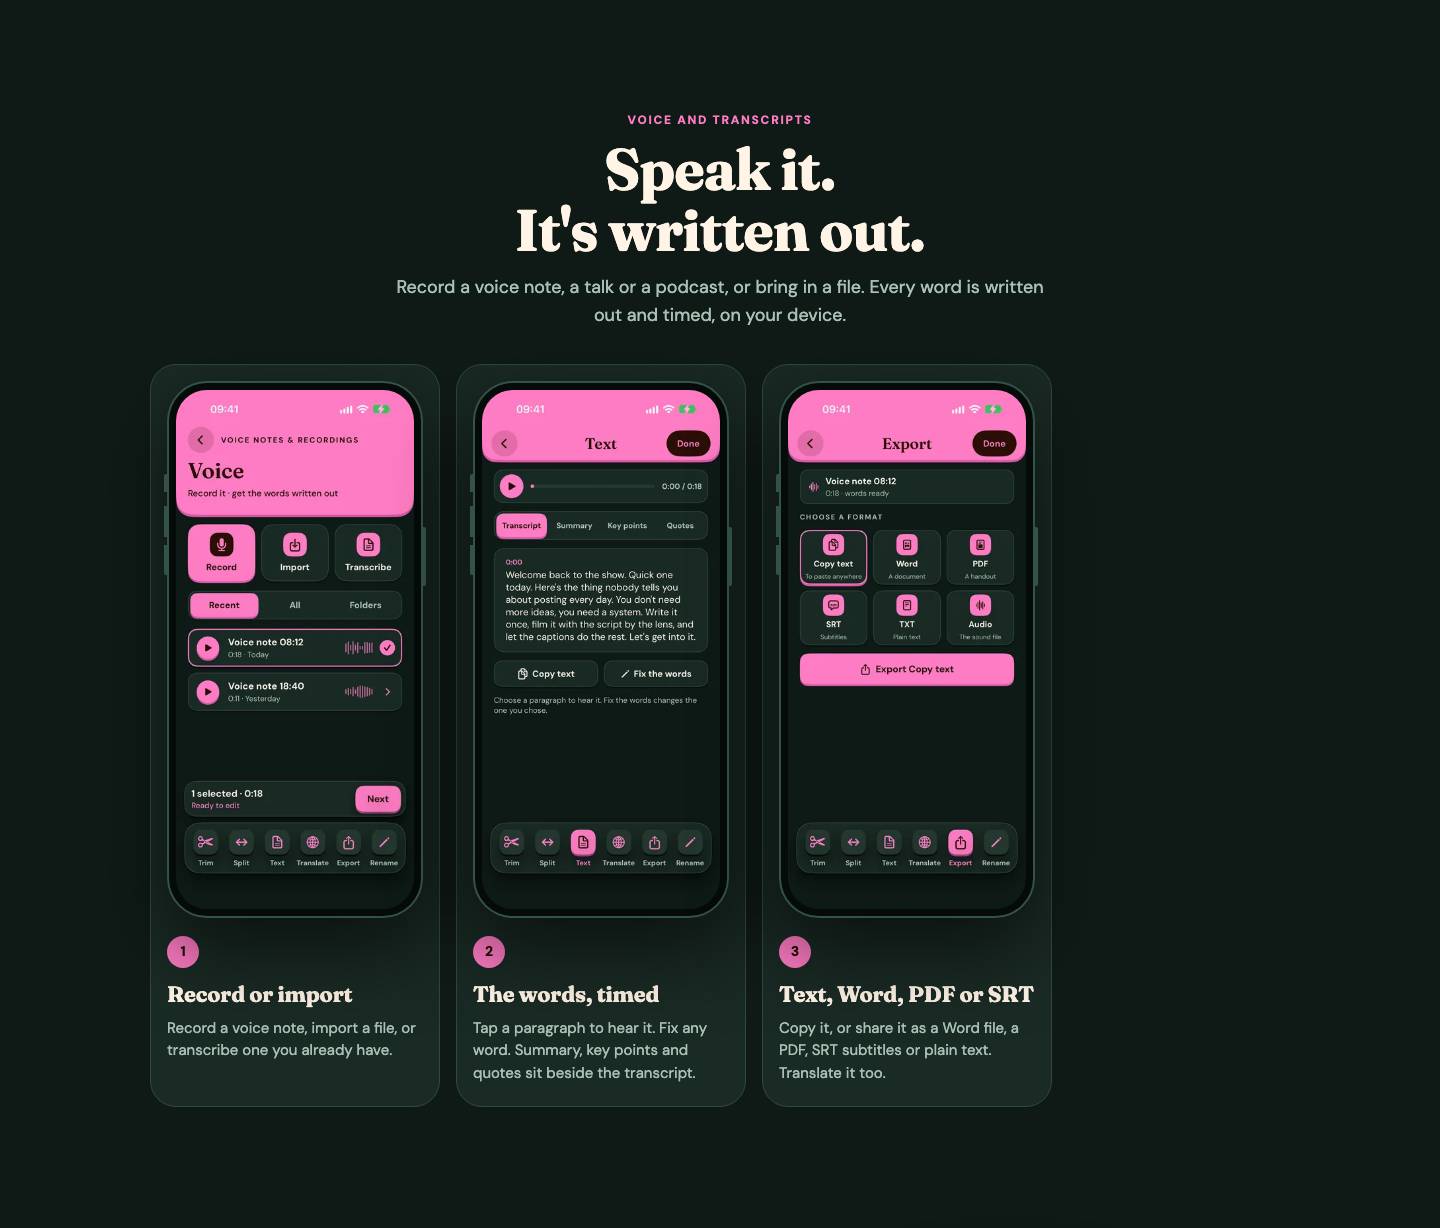 VOICE AND TRANSCRIPTS
Speak it.
It's written out.
Record a voice note, a talk or a podcast, or bring in a file. Every word is written
out and timed, on your device.
09:41
VOICE NOTES & RECORDINGS
Voice
Record it · get the words written out
Record
Import
Transcribe
Recent
All
Folders
Voice note 08:12
0:18 · Today
Voice note 18:40
0:11 · Yesterday
1 selected · 0:18
Ready to edit
Next
Trim
Split
Text
Translate
Export
Rename
1
Record or import
Record a voice note, import a file, or
transcribe one you already have.
09:41
Text
Done
0:00 / 0:18
Transcript
Summary
Key points
Quotes
0:00
Welcome back to the show. Quick one
today. Here's the thing nobody tells you
about posting every day. You don't need
more ideas, you need a system. Write it
once, film it with the script by the lens, and
let the captions do the rest. Let's get into it.
Copy text
Fix the words
Choose a paragraph to hear it. Fix the words changes the
one you chose.
Trim
Split
Text
Translate
Export
Rename
2
The words, timed
Tap a paragraph to hear it. Fix any
word. Summary, key points and
quotes sit beside the transcript.
09:41
Export
Done
Voice note 08:12
0:18 · words ready
CHOOSE A FORMAT
Copy text
To paste anywhere
Word
A document
PDF
A handout
SRT
Subtitles
TXT
Plain text
Audio
The sound file
Export Copy text
Trim
Split
Text
Translate
Export
Rename
3
Text, Word, PDF or SRT
Copy it, or share it as a Word file, a
PDF, SRT subtitles or plain text.
Translate it too.